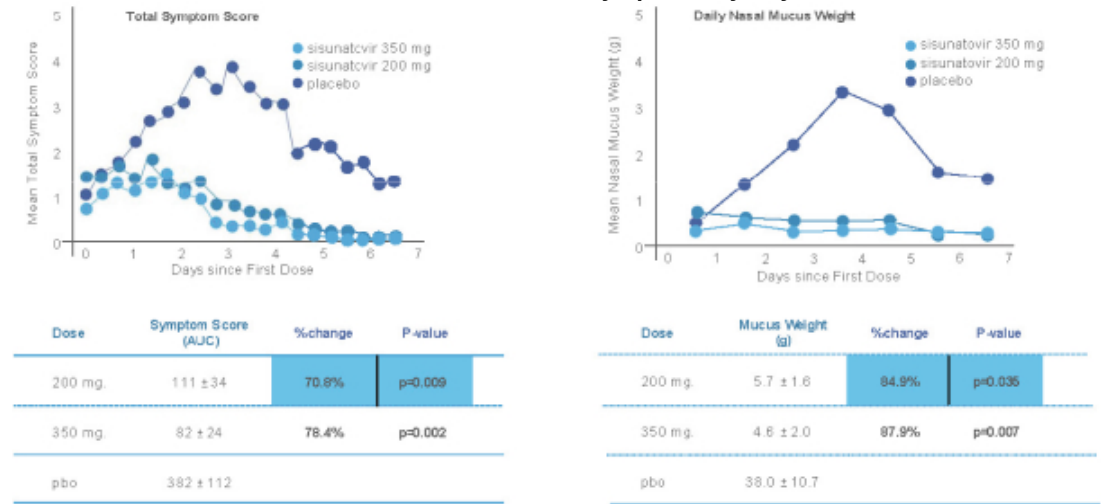 Total Symptom Score
5
4
3
2
1
0
Mean Total Symptom Score
sisunatcvir 350 mg
sisunatcvir 200 mg
placebo
0 1 2 3 4 5 6 7
Days since First Dose
Daily Nasal Mucus Weight
5
4
3
2
1
0
Mean Nasal Mucus Weight (g)
sisunatovir 350 mg
sisunatovir 200 mg
placebo
0 1 2 3 4 5 6 7
Days since First Dose
Dose Symptom Score (AUC) %change P-value
200 mg. 111 ±34 70.8% p=0.009
350 mg. 82 ± 24 78.4% p=0.002
pbo 382 ± 112
Dose Mucus Weight (g) %change P-value
200 mg. 5.7 ± 1.6 84.9% p=0.035
350 mg. 4.6 ± 2.0 87.9% p=0.007
pbo 38.0 ± 10.7